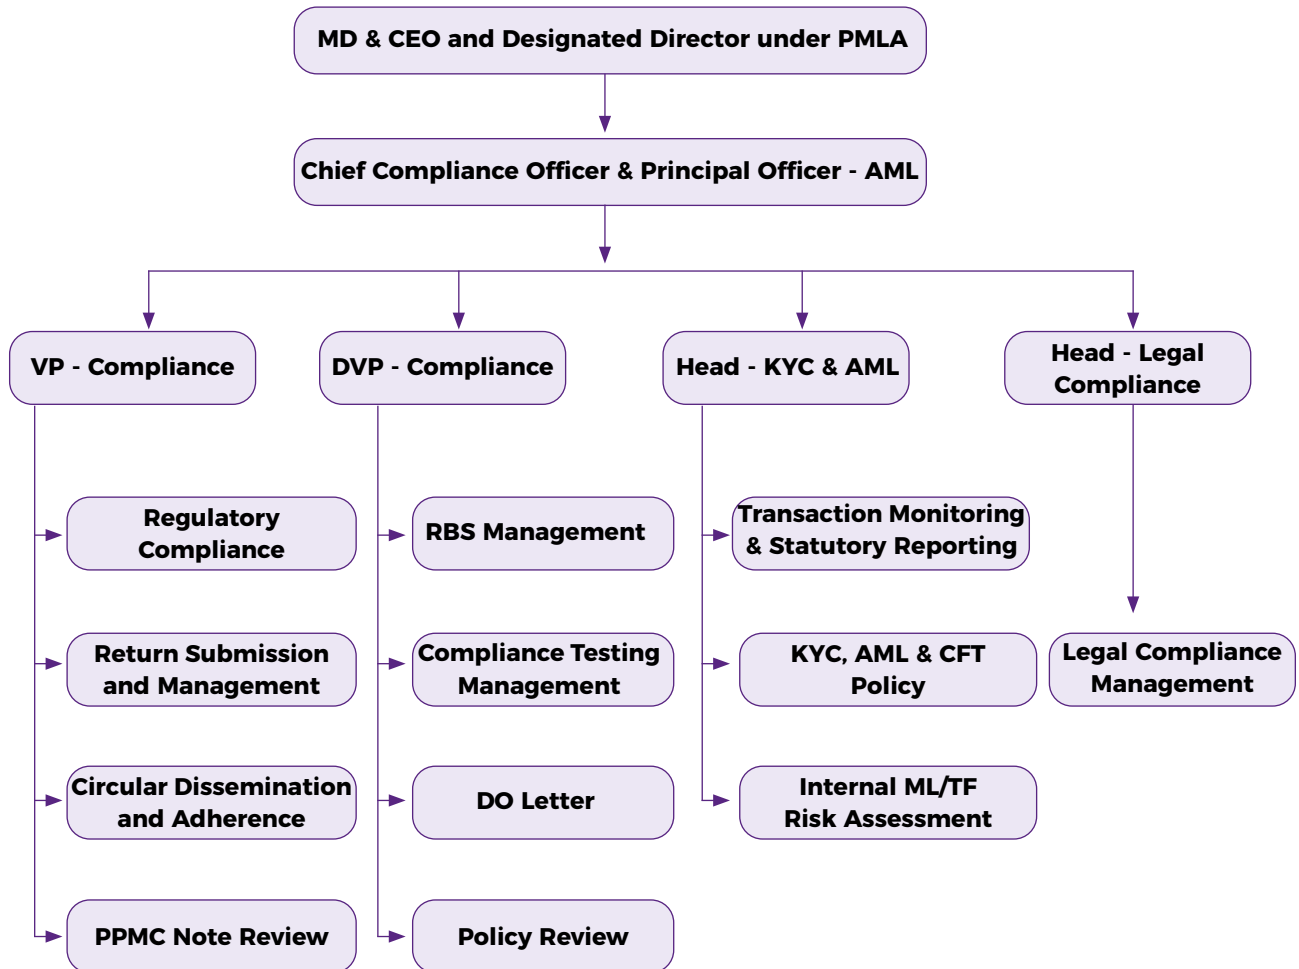 MD & CEO and Designated Director under PMLA
Chief Compliance Officer & Principal Officer - AML
VP - Compliance
DVP - Compliance
Head - KYC & AML
Head - Legal
Compliance
Regulatory
Compliance
RBS Management
Transaction Monitoring
& Statutory Reporting
Return Submission
and Management
Compliance Testing
Management
KYC, AML & CFT
Policy
Legal Compliance
Management
Circular Dissemination
and Adherence
DO Letter
Internal ML/TF
Risk Assessment
PPMC Note Review
Policy Review